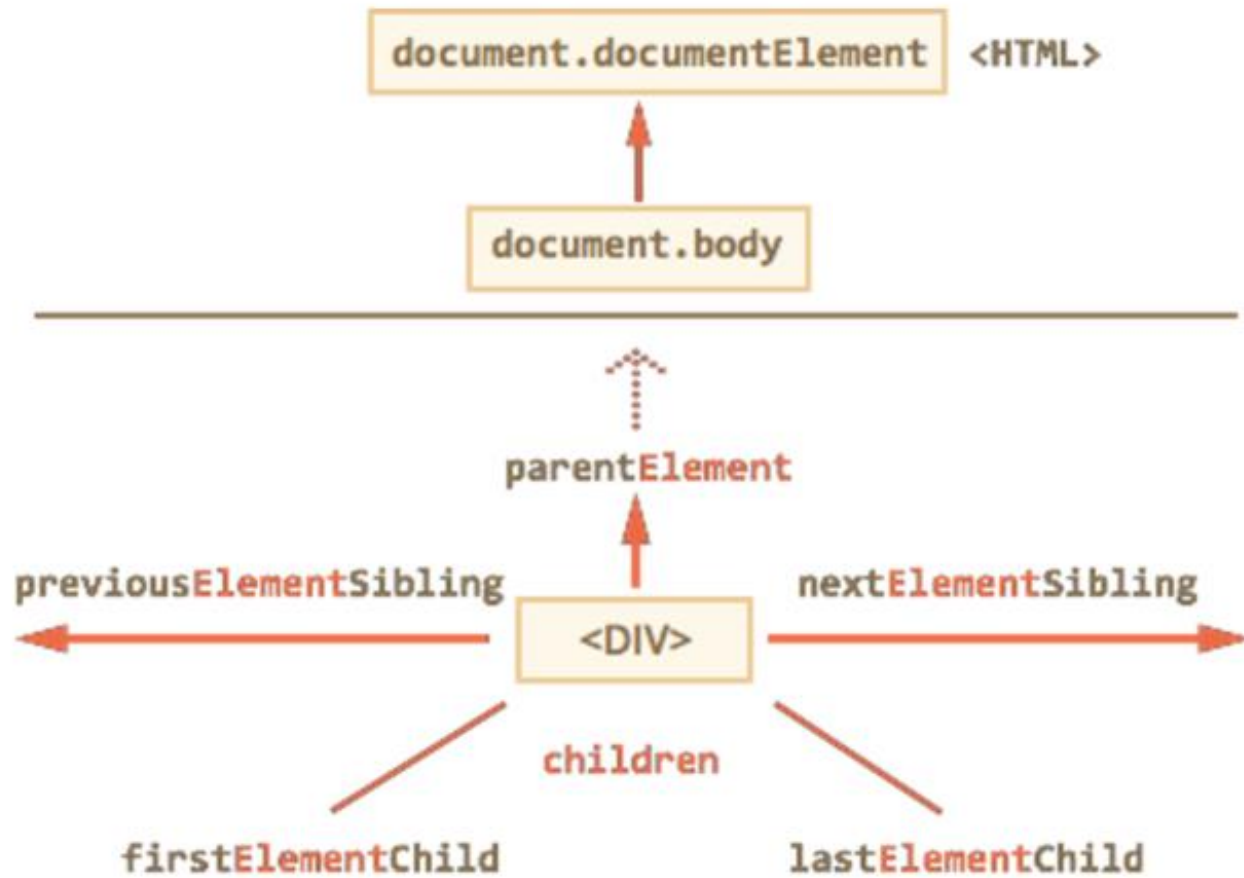 document.documentElement <HTML>
document.body
parentElement
previousElementSibling nextElementSibling
<DIV>
children
firstElementChild lastElementChild